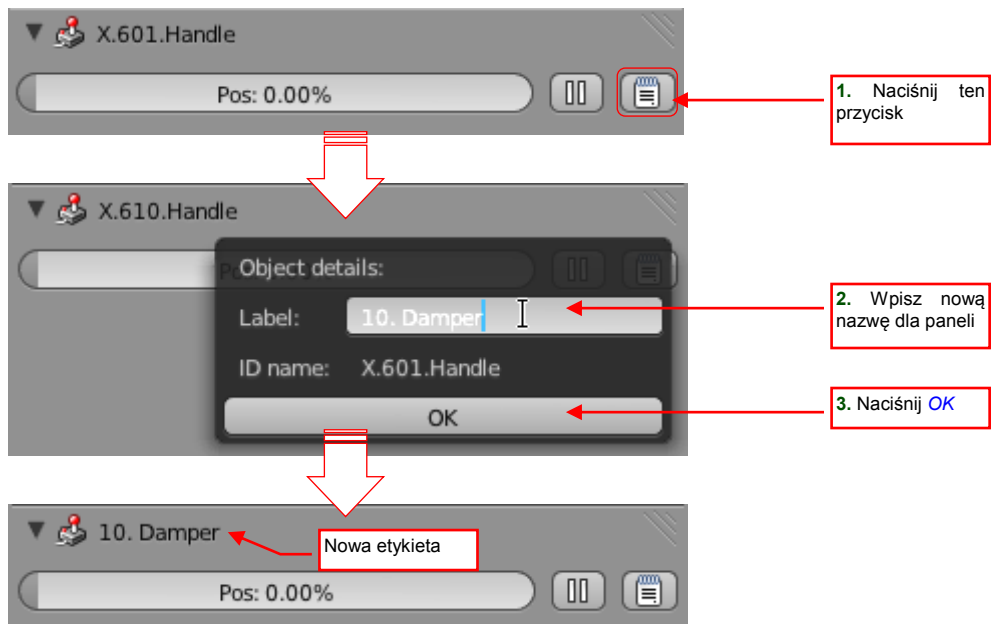 X.601.Handle
Pos: 0.00%
1. Naciśnij ten
przycisk
X.610.Handle
Object details:
Label: 10. Damper
2. Wpisz nową
nazwę dla paneli
ID name: X.601.Handle
OK
3. Naciśnij OK
10. Damper
Nowa etykieta
Pos: 0.00%